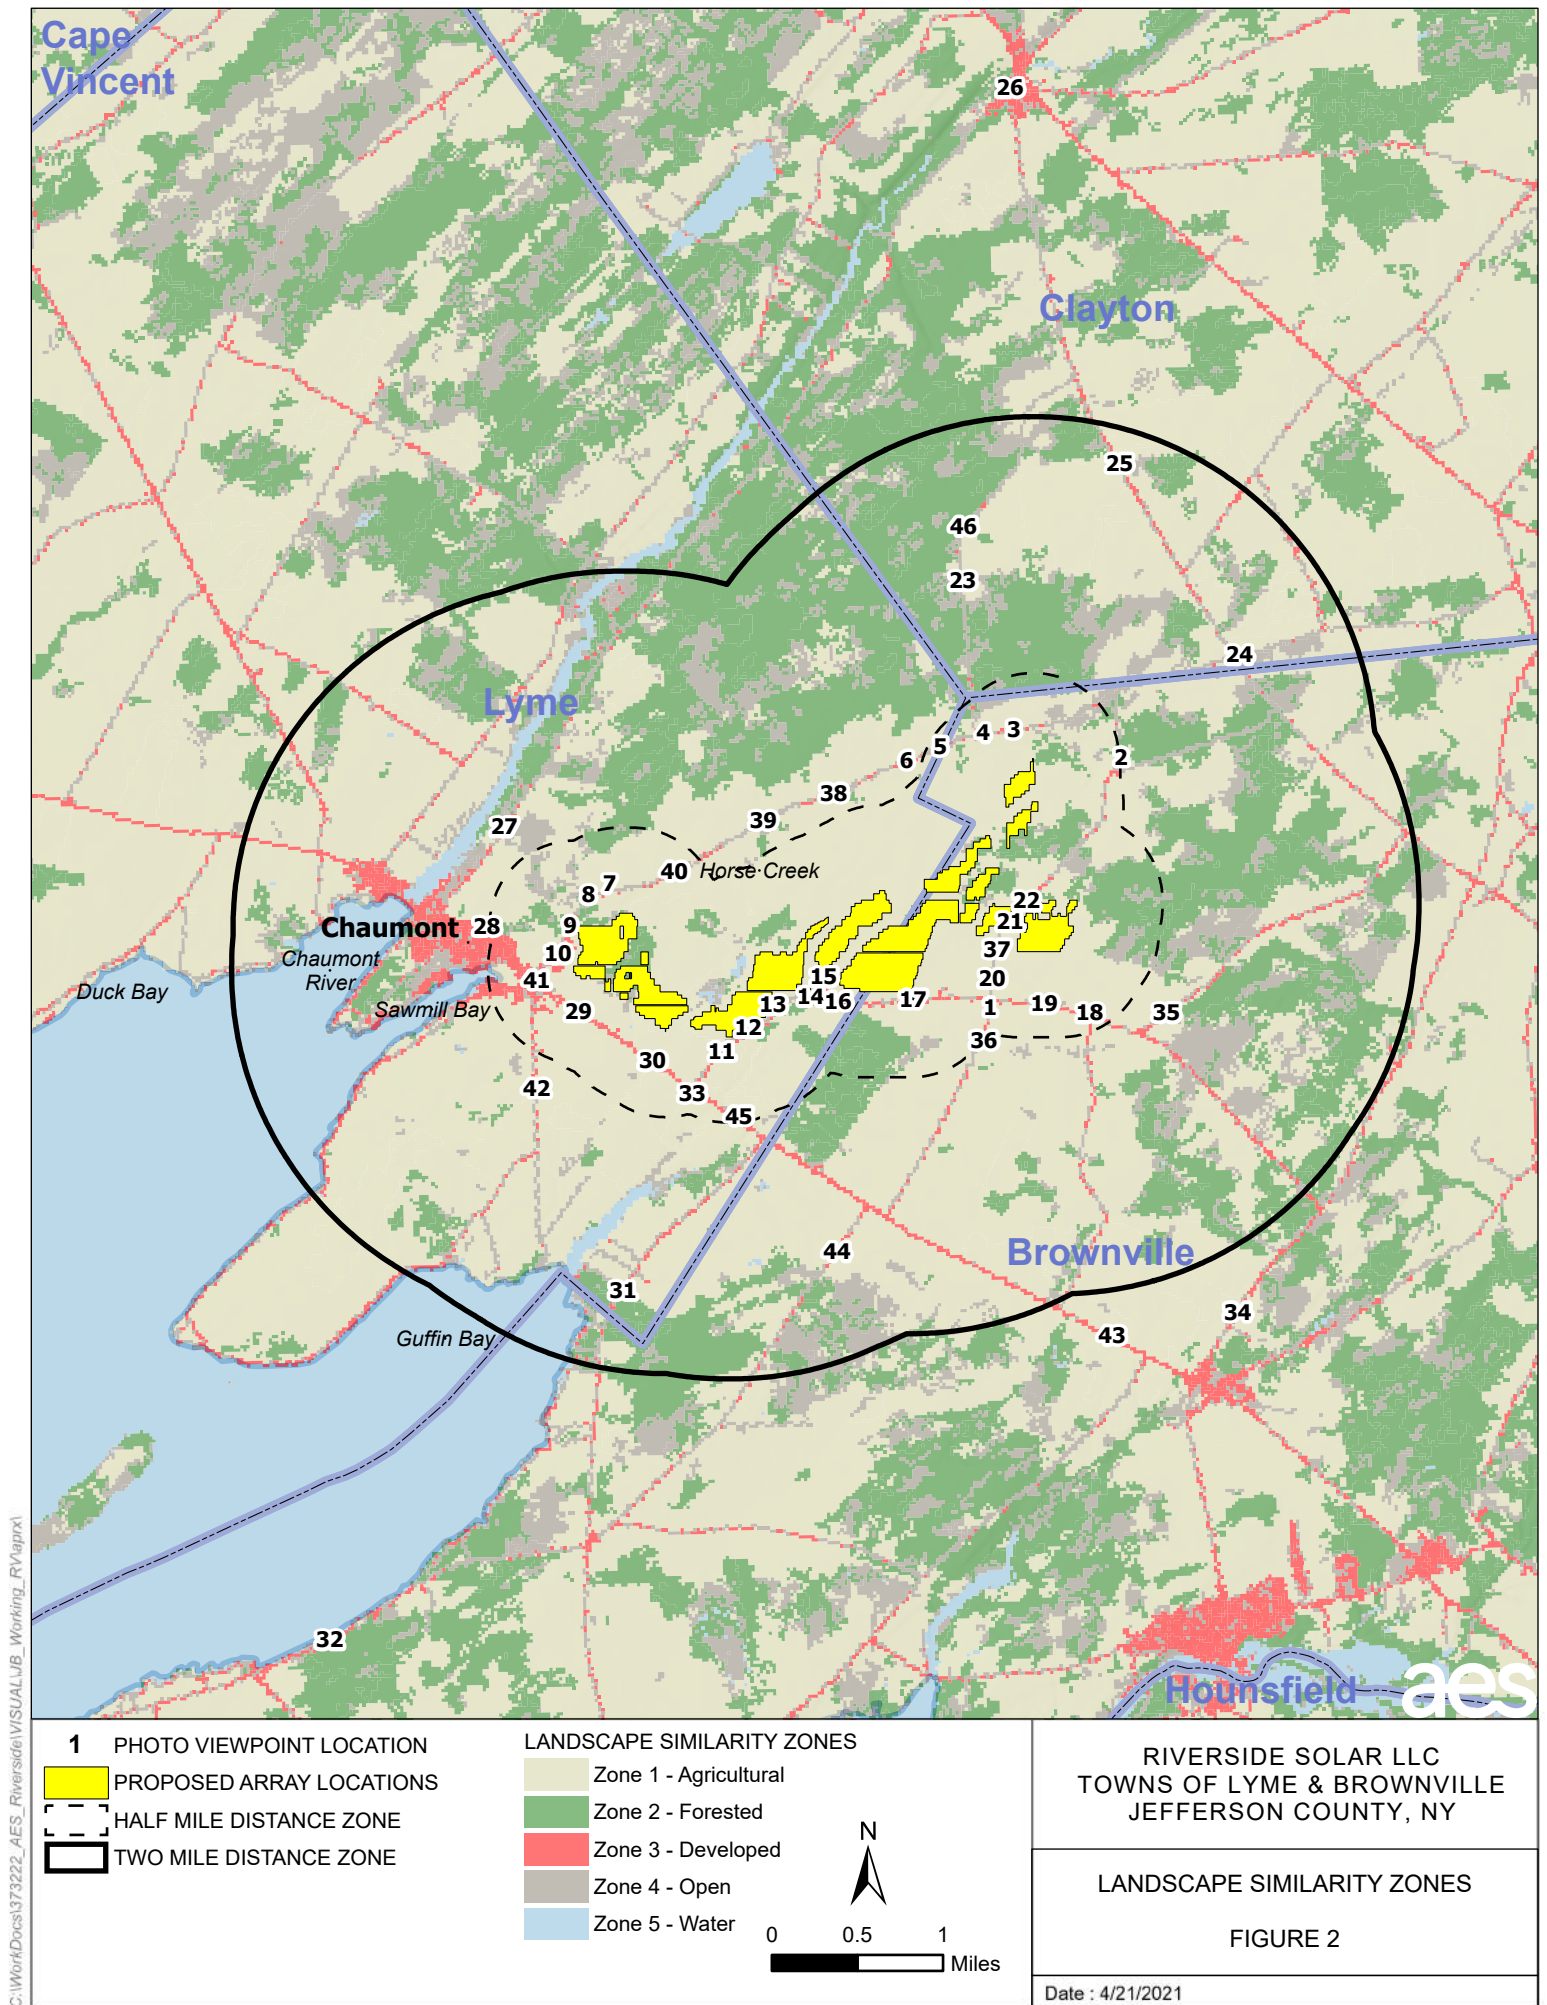 Cape
Vincent
26
Clayton
25
46
23
24
Lyme
3
4
5
2
6
38
39
27
40
Horse Creek
7
8
22
21
9
28
Chaumont
37
10
Chaumont
River
15
20
41
Duck Bay
14
16
17
13
1
19
18
35
29
Sawmill Bay
12
36
11
30
42
33
45
44
Brownville
31
34
43
Guffin Bay
32
Hounsfield
aes
C:\WorkDocs\373222_AES_Riverside\VISUAL\JB_Working_RV\aprx\
1 PHOTO VIEWPOINT LOCATION
PROPOSED ARRAY LOCATIONS
HALF MILE DISTANCE ZONE
TWO MILE DISTANCE ZONE
LANDSCAPE SIMILARITY ZONES
Zone 1 - Agricultural
Zone 2 - Forested
Zone 3 - Developed
Zone 4 - Open
Zone 5 - Water
N
0 0.5 1
Miles
RIVERSIDE SOLAR LLC
TOWNS OF LYME & BROWNVILLE
JEFFERSON COUNTY, NY
LANDSCAPE SIMILARITY ZONES
FIGURE 2
Date : 4/21/2021